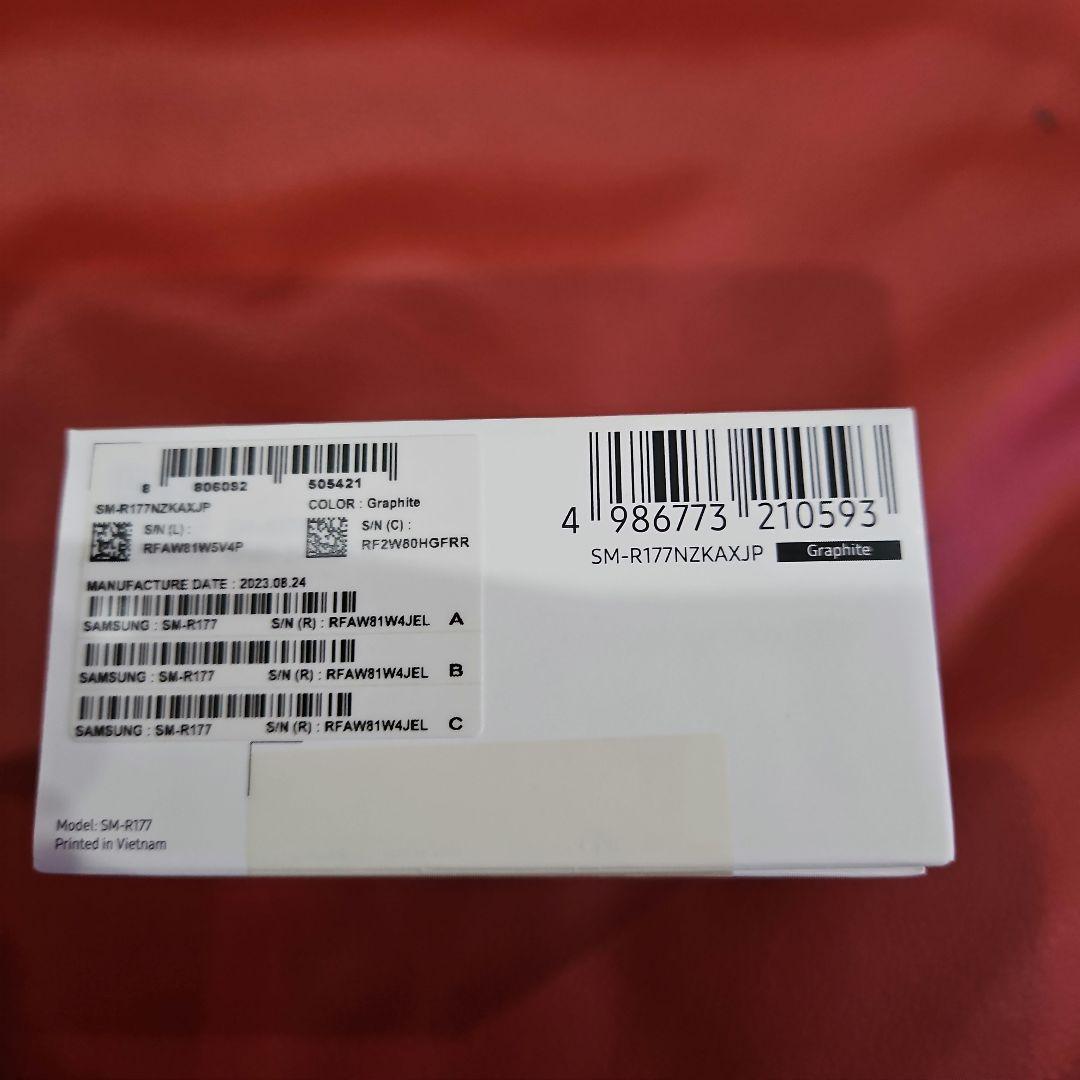 8 806092 505421
SM-R177NZKAXJP
COLOR : Graphite
S/N (L) :
RFAW81W5V4P
S/N (C) :
RF2W80HGFRR
MANUFACTURE DATE : 2023.08.24
SAMSUNG : SM-R177 S/N (R) : RFAW81W4JEL A
SAMSUNG : SM-R177 S/N (R) : RFAW81W4JEL B
SAMSUNG : SM-R177 S/N (R) : RFAW81W4JEL C
4 986773 210593
SM-R177NZKAXJP Graphite
Model: SM-R177
Printed in Vietnam